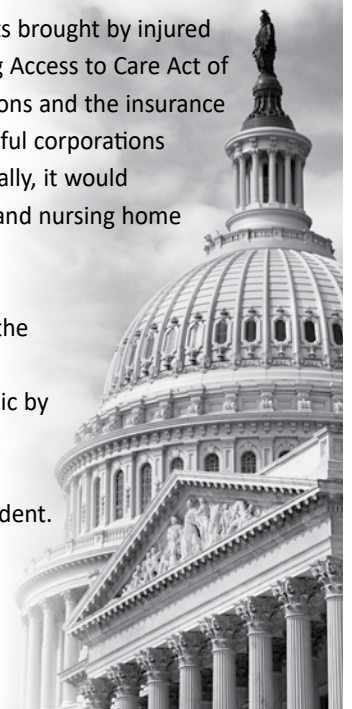 s brought by injured
g Access to Care Act of
ons and the insurance
ful corporations
ally, it would
and nursing home
the
ic by
dent.